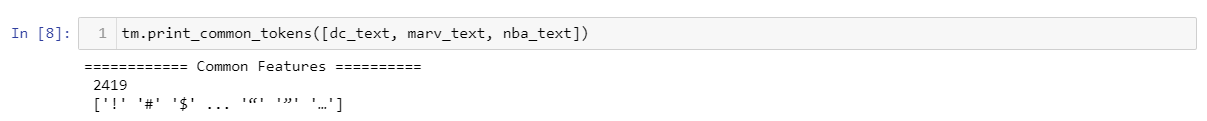 In [8]: 1 tm.print_common_tokens([dc_text, marv_text, nba_text])
============ Common Features ==========
2419
['!' '#' '$' ... '“' '”' '…']